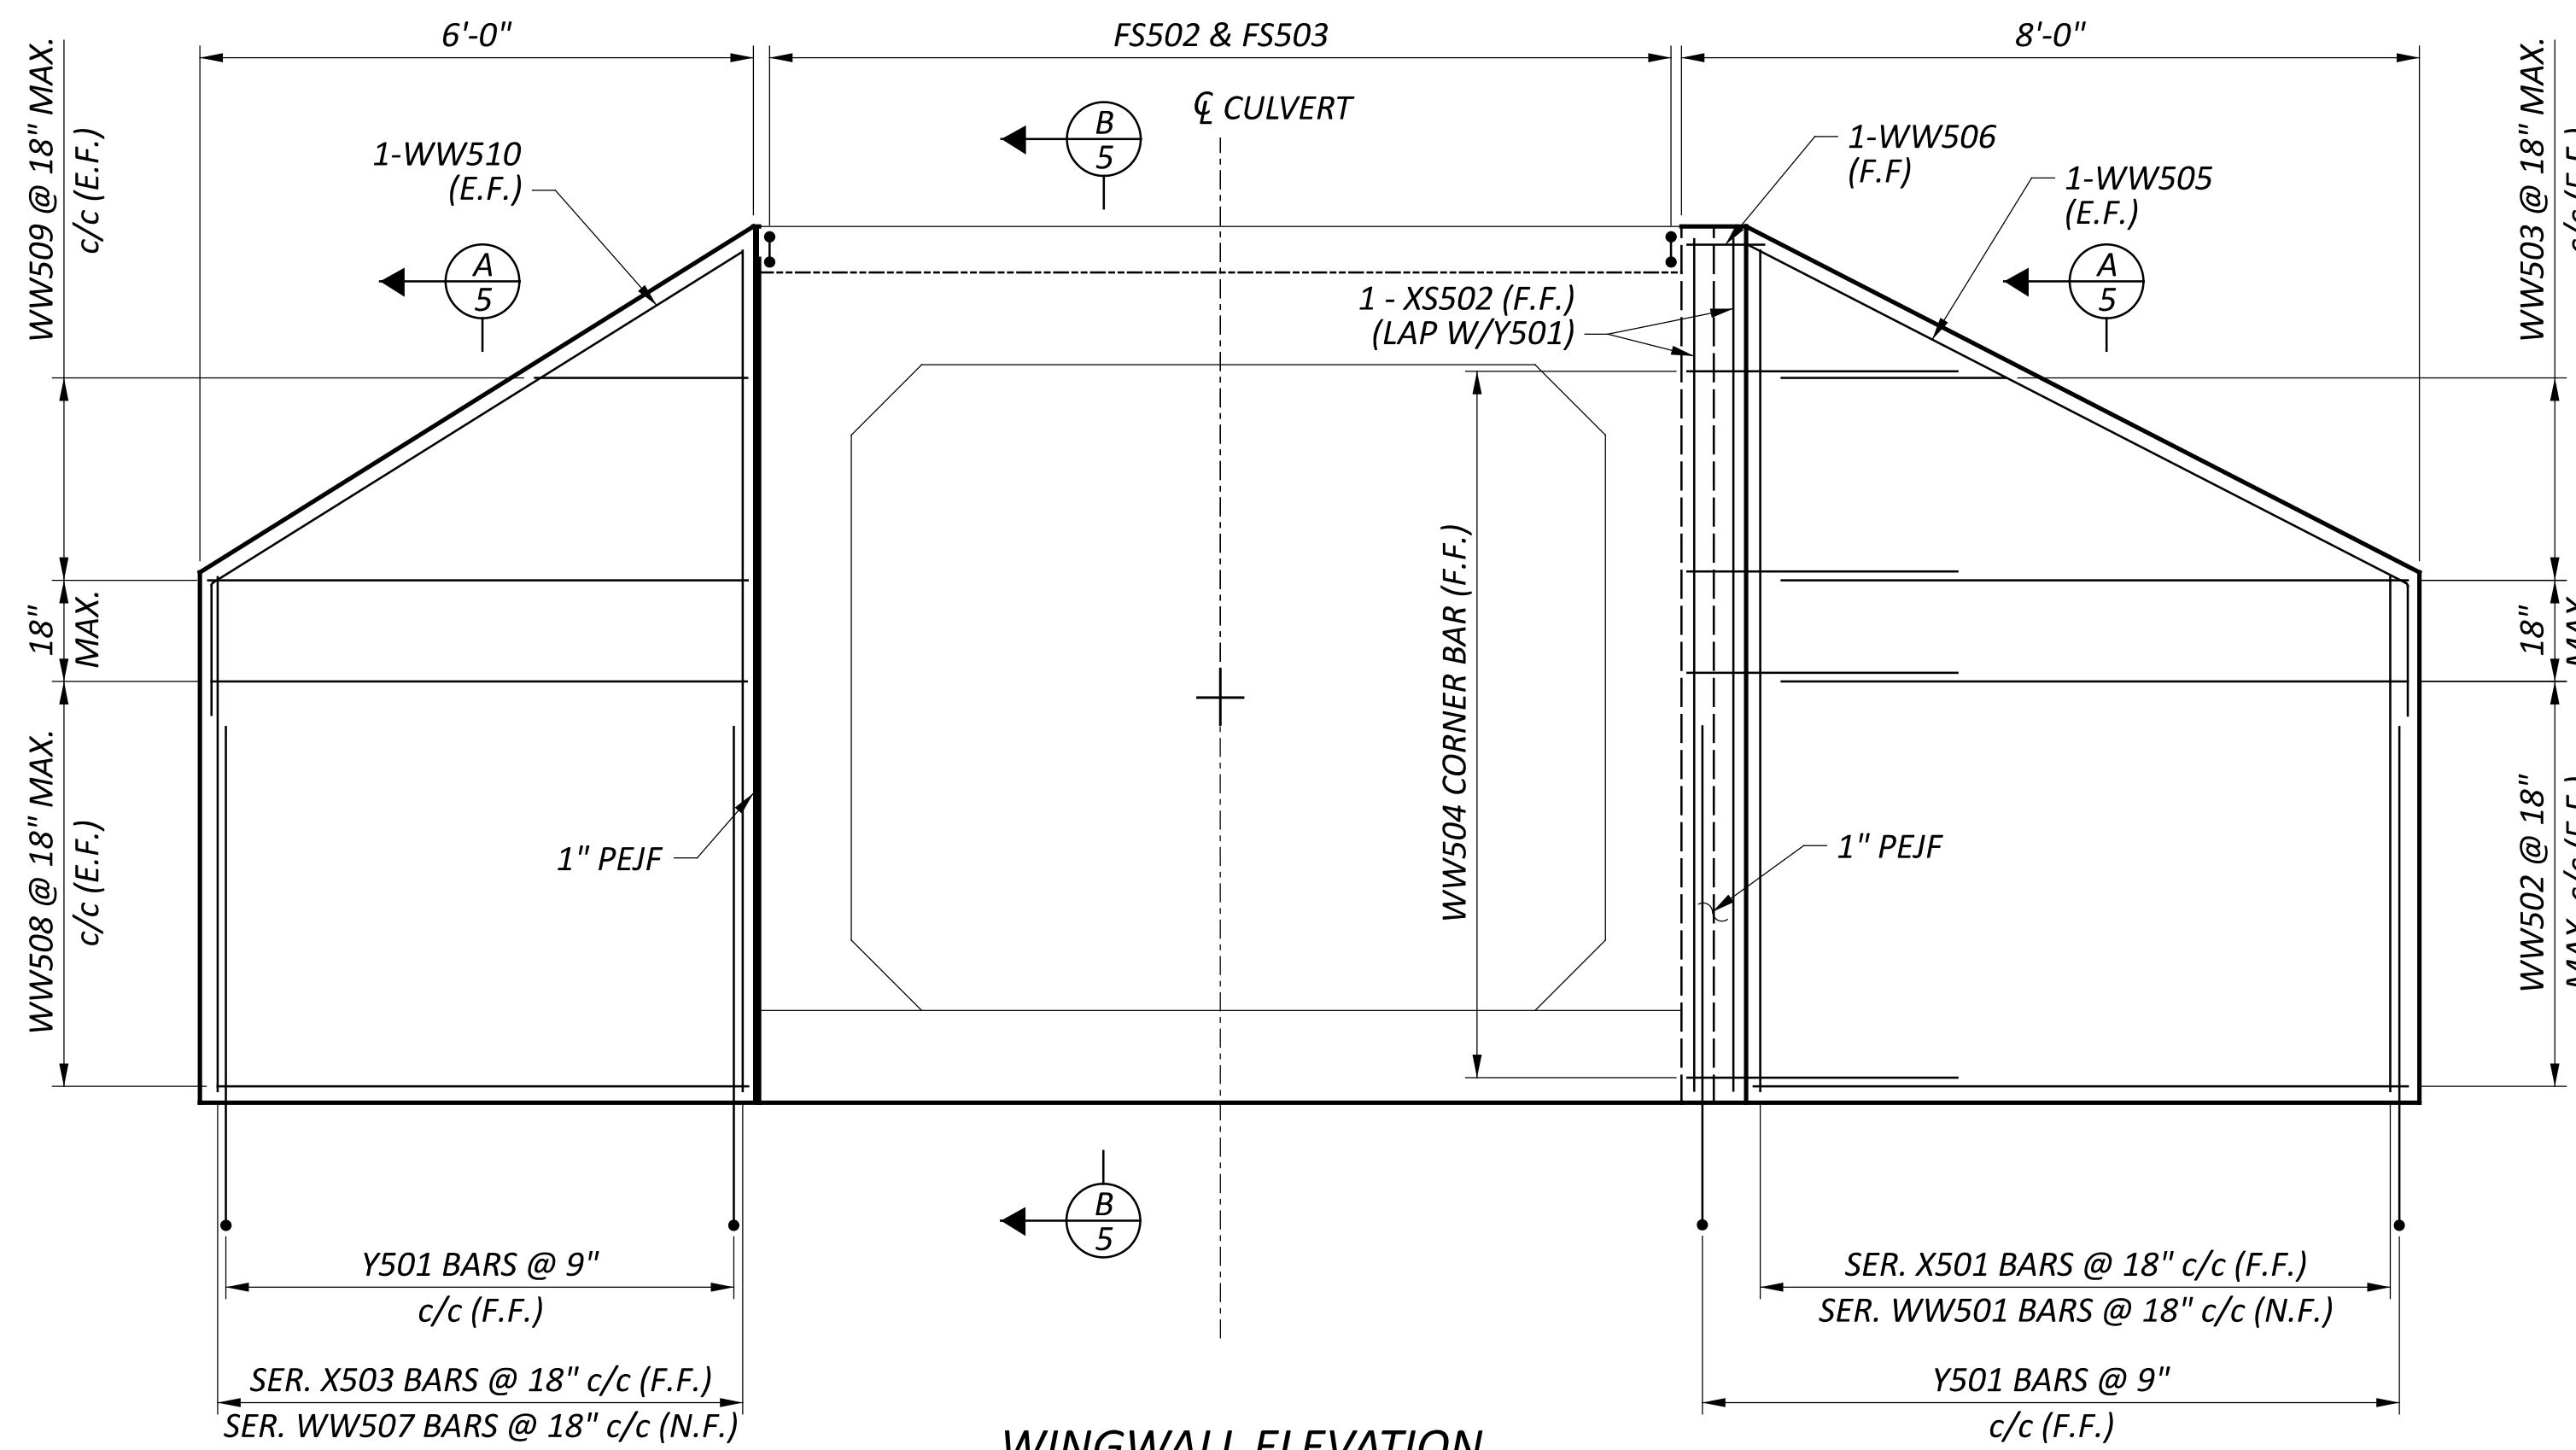 6'-0"
FS502 & FS503
8'-0"
WW509 @ 18" MAX.
c/c (E.F.)
WW503 @ 18" MAX.
℄ CULVERT
B
5
1-WW510
(E.F.)
1-WW506
(F.F)
1-WW505
(E.F.)
A
5
A
5
1 - XS502 (F.F.)
(LAP W/Y501)
WW504 CORNER BAR (F.F.)
18"
MAX.
18"
WW508 @ 18" MAX.
c/c (E.F.)
WW502 @ 18"
1" PEJF
1" PEJF
B
5
Y501 BARS @ 9"
c/c (F.F.)
SER. X501 BARS @ 18" c/c (F.F.)
SER. WW501 BARS @ 18" c/c (N.F.)
SER. X503 BARS @ 18" c/c (F.F.)
SER. WW507 BARS @ 18" c/c (N.F.)
Y501 BARS @ 9"
c/c (F.F.)
WINGWALL ELEVATION